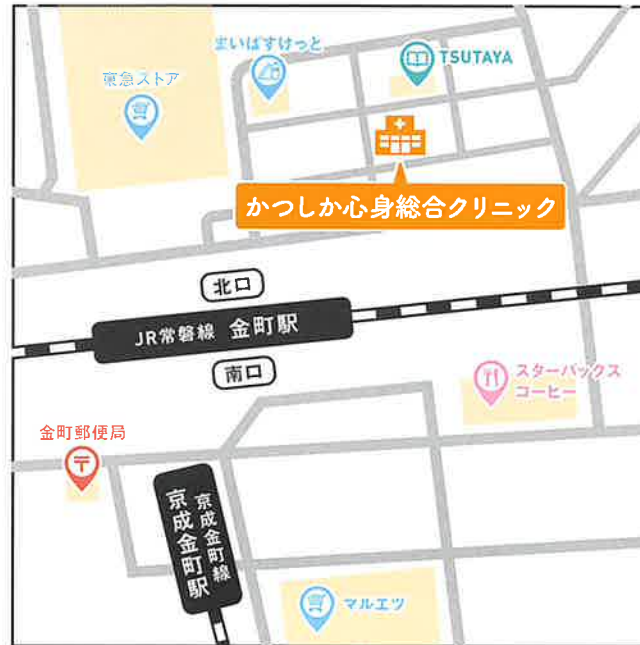 まいばすけっと
TSUTAYA
東急ストア
かつしか心身総合クリニック
北口
JR常磐線 金町駅
南口
スターバックス
コーヒー
金町郵便局
京成金町線
京成金町駅
マルエツ